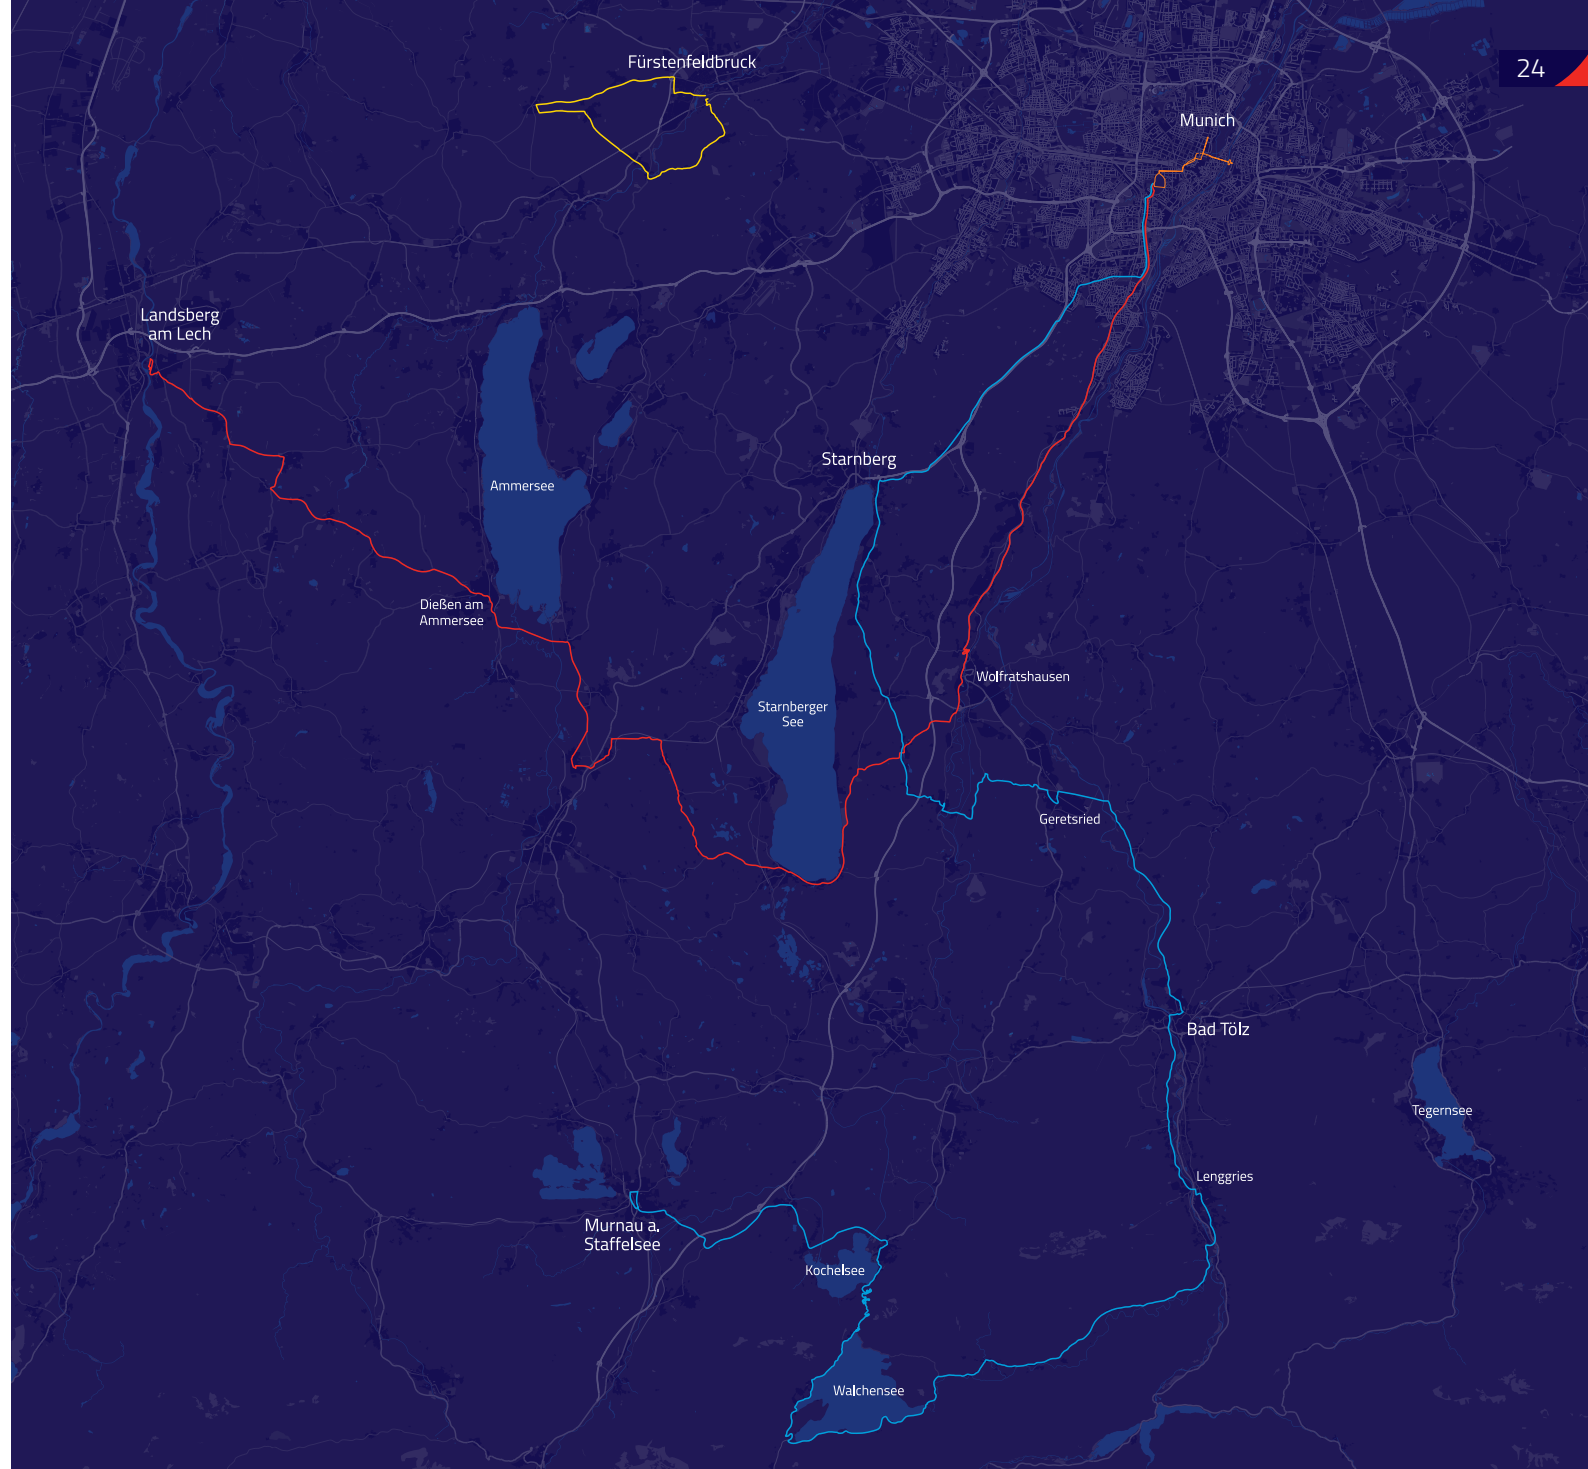 Fürstenfeldbruck
24
Munich
Landsberg
am Lech
Starnberg
Ammersee
Dießen am
Ammersee
Wolfratshausen
Starnberger
See
Geretsried
Bad Tölz
Tegernsee
Lenggries
Murnau a.
Staffelsee
Kochelsee
Walchensee